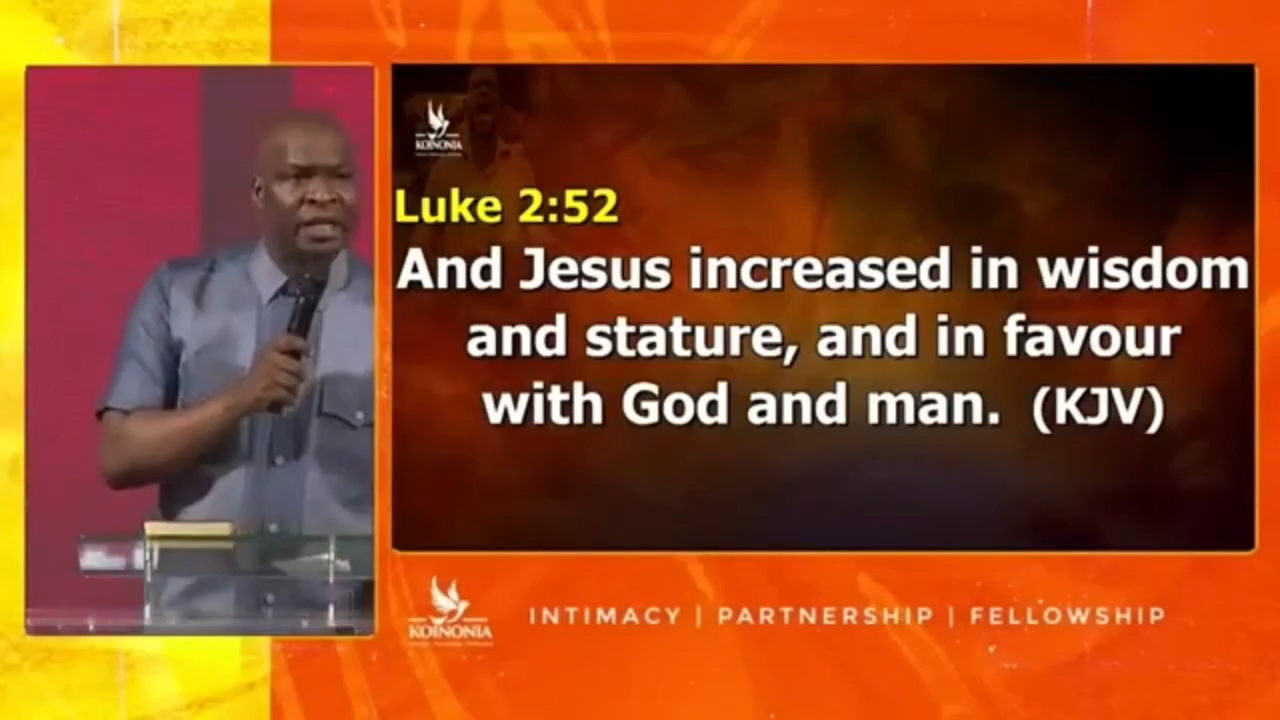 KOINONIA
Luke 2:52
And Jesus increased in wisdom
and stature, and in favour
with God and man. (KJV)
KOINONIA
INTIMACY | PARTNERSHIP | FELLOWSHIP